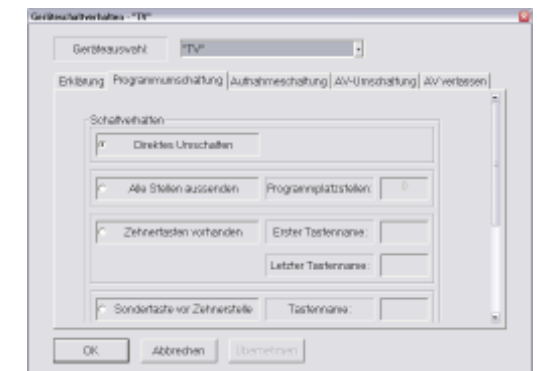 Geräteschaltverhalten - "TV"
Geräteauswahl: "TV"
Erklärung Programmumschaltung Aufnahmeschaltung AV-Umschaltung AV verlassen
Schaltverhalten
Direktes Umschalten
Alle Stellen aussenden Programmplatzstellen: 0
Zehnertasten vorhanden Erster Tastenname:
Letzter Tastenname:
Sondertaste vor Zehnerstelle Tastenname:
OK Abbrechen Übernehmen